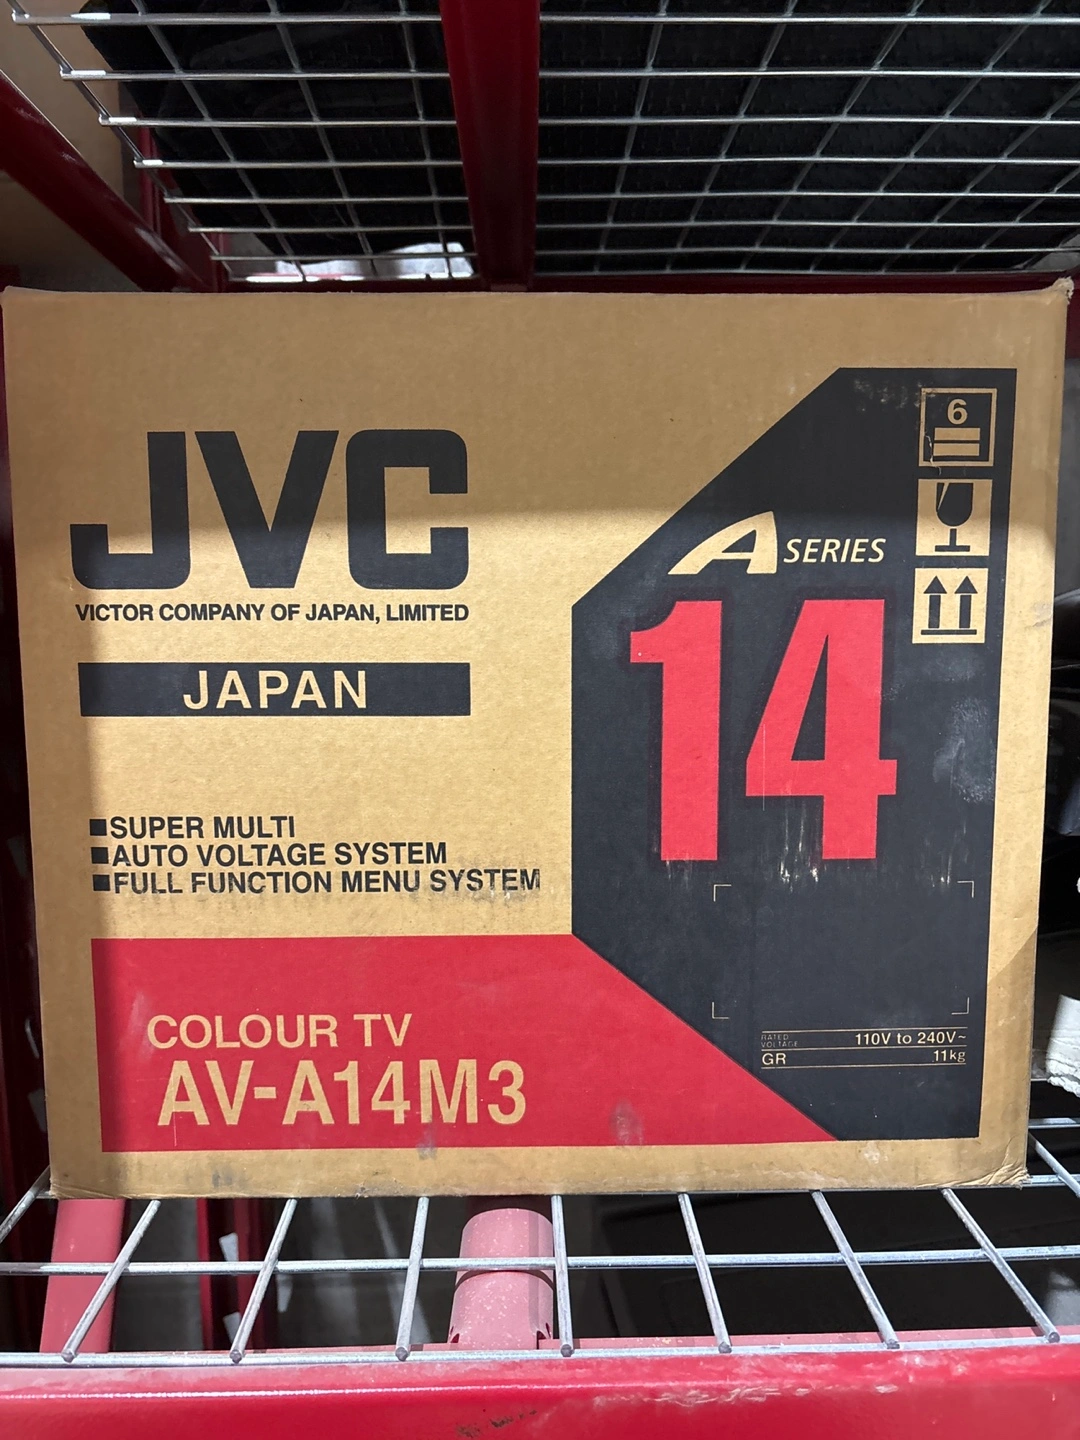 JVC
VICTOR COMPANY OF JAPAN, LIMITED
JAPAN
■SUPER MULTI
■AUTO VOLTAGE SYSTEM
■FULL FUNCTION MENU SYSTEM
COLOUR TV
AV-A14M3
6
A SERIES
14
RATED VOLTAGE 110V to 240V~
GR 11kg